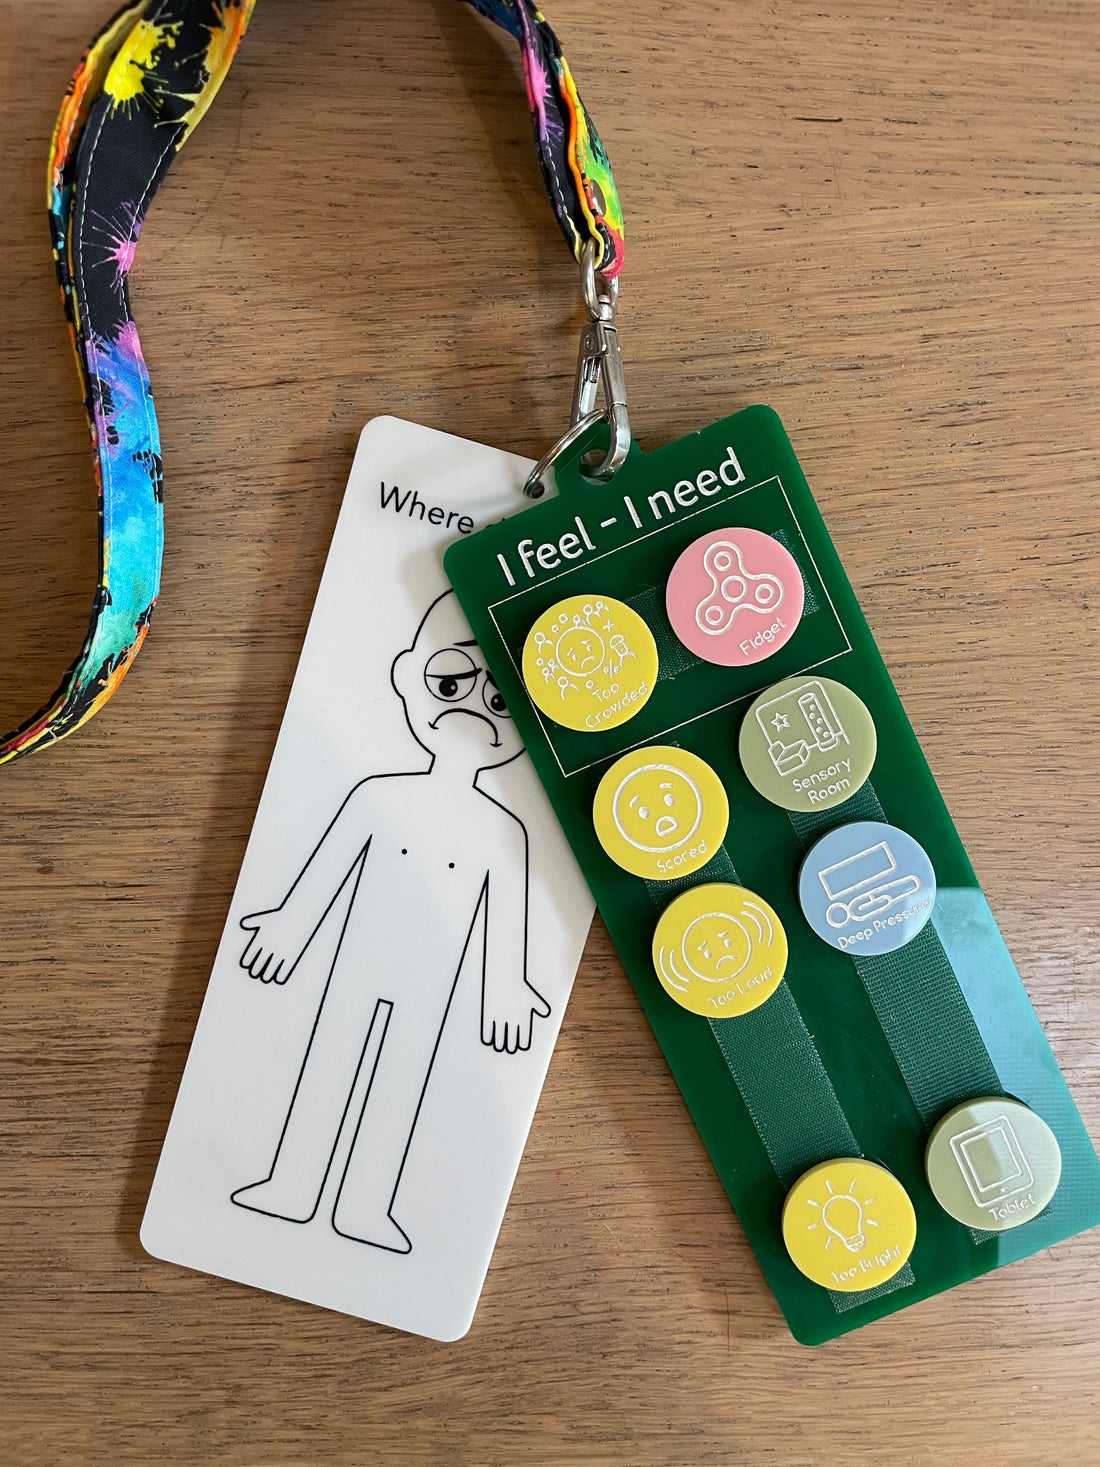 Where
I feel - I need
Fidget
Too
Crowded
Sensory
Room
Scared
Deep Pressure
Too Loud
Tablet
Too Bright